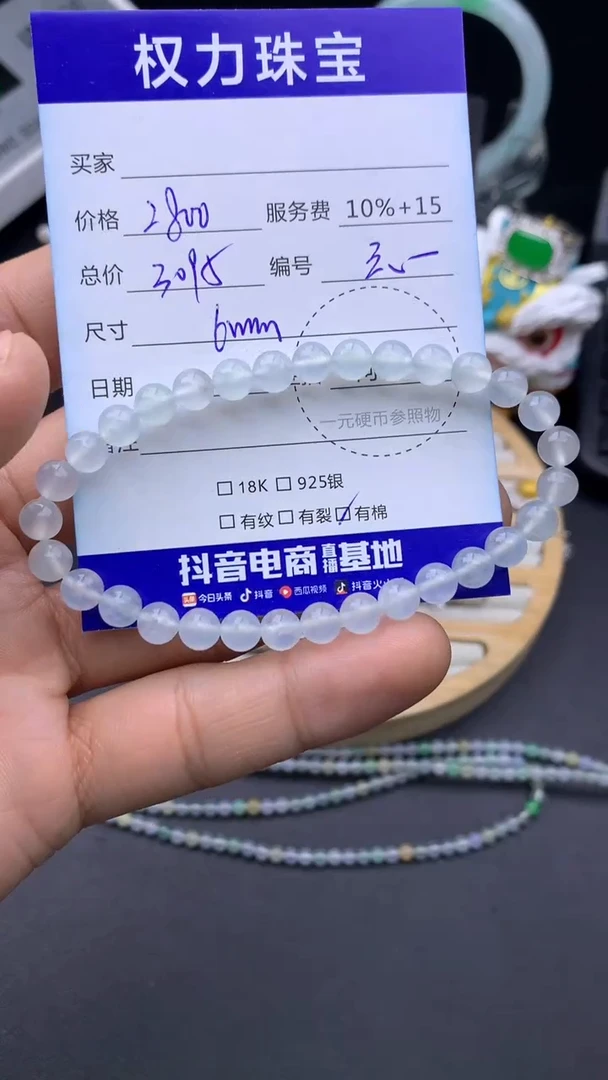 权力珠宝
买家
价格 2800 服务费 10%+15
总价 3095 编号
尺寸 6mm
日期
一元硬币参照物
□18K □925银
□有纹□有裂□有棉
抖音电商直播基地
今日头条 抖音 西瓜视频 抖音火